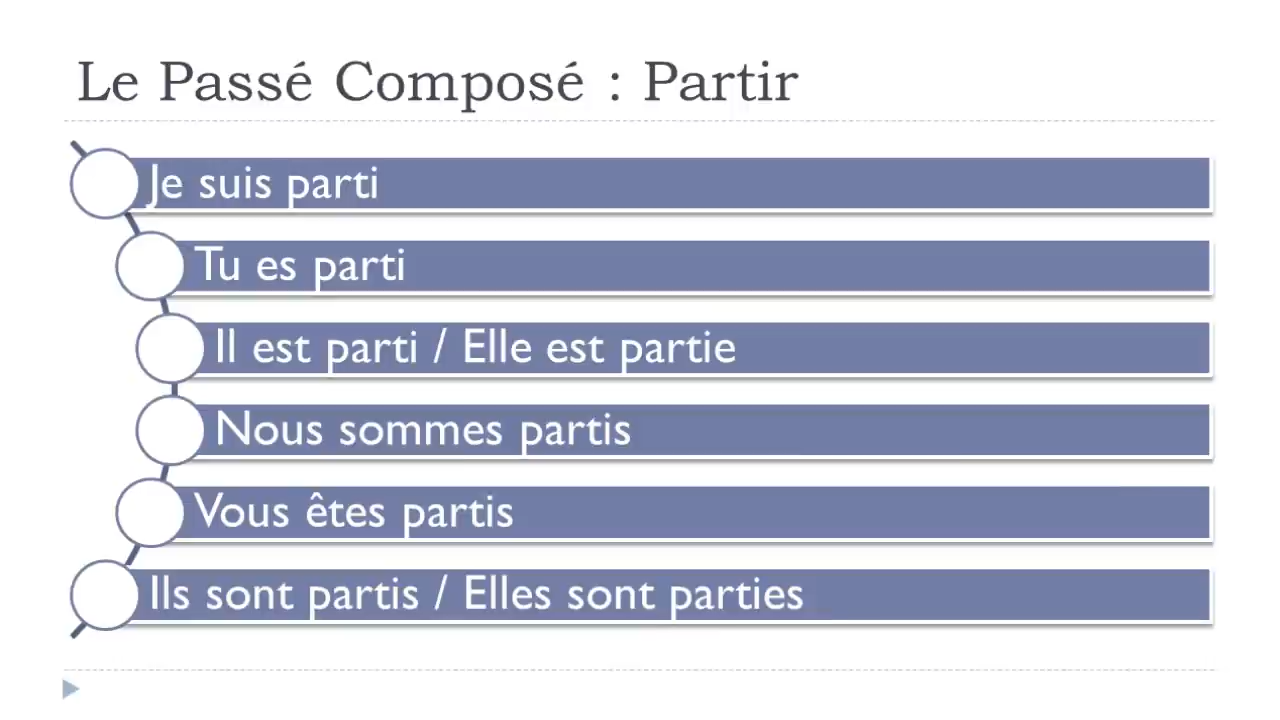 Le Passé Composé : Partir
Je suis parti
Tu es parti
Il est parti / Elle est partie
Nous sommes partis
Vous êtes partis
Ils sont partis / Elles sont parties